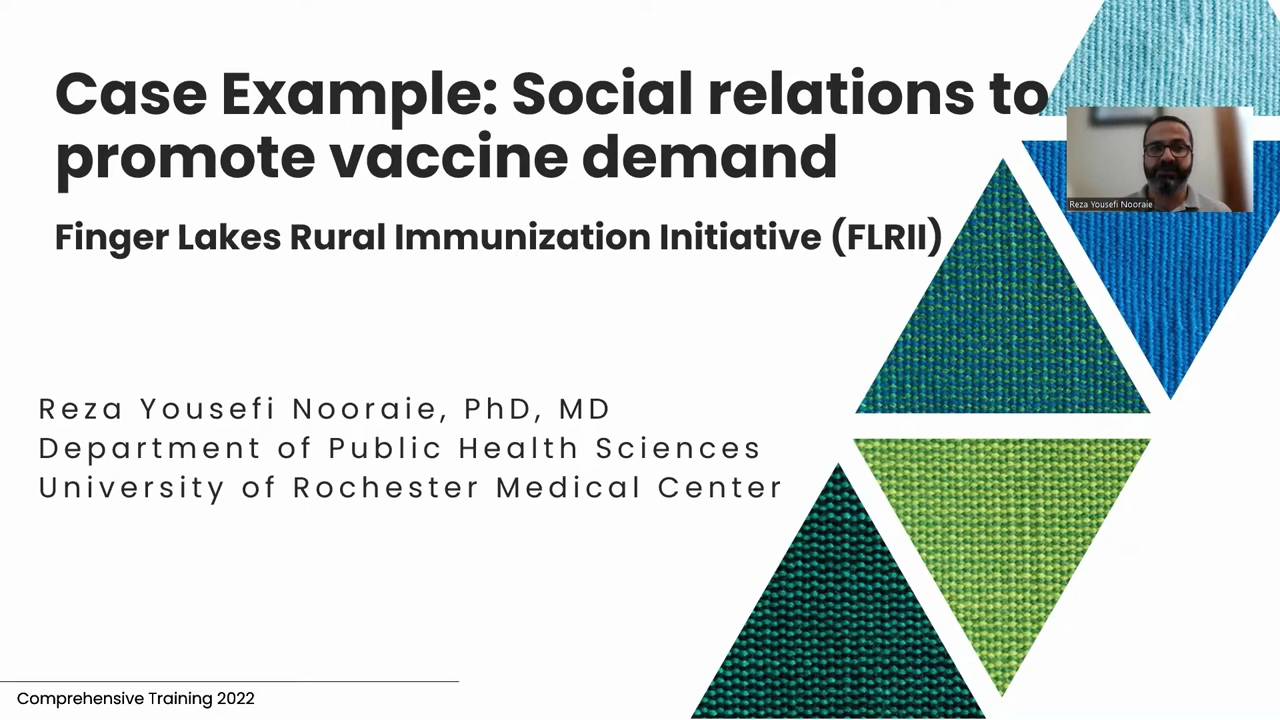 Case Example: Social relations to
promote vaccine demand
Reza Yousefi Nooraie
Finger Lakes Rural Immunization Initiative (FLRII)
Reza Yousefi Nooraie, PhD, MD
Department of Public Health Sciences
University of Rochester Medical Center
Comprehensive Training 2022